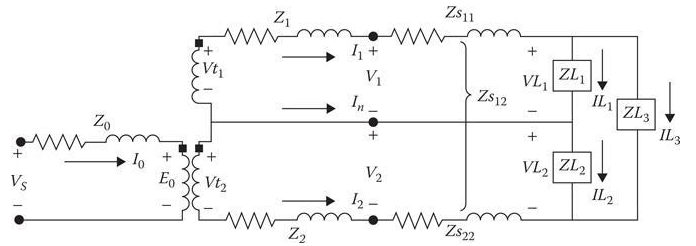 Z1 Zs11
+ I1 + +
Vt1 V1 VL1 ZL1
− In − Zs12 − IL1 ZL3
Z0 + + IL3
+ I0 + + V2 VL2 ZL2
VS E0 Vt2
− − − I2 − − IL2
Z2 Zs22